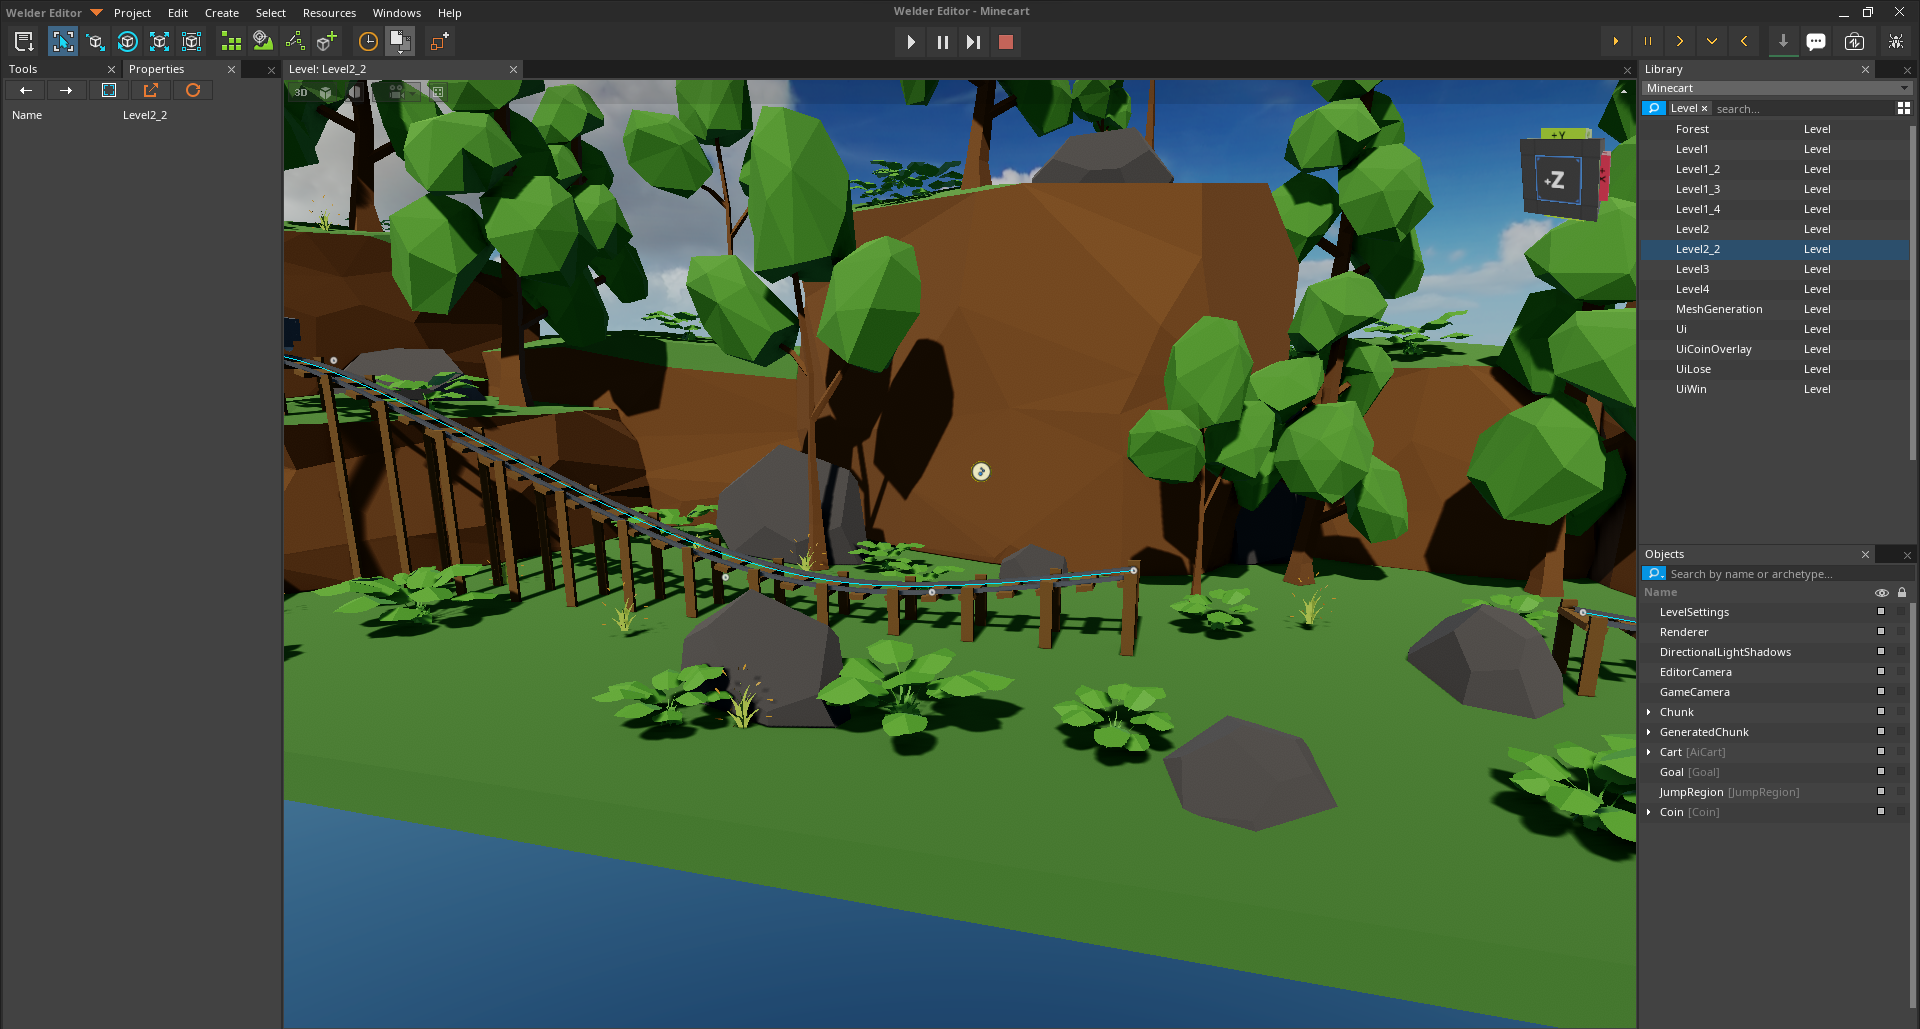 Welder Editor Project Edit Create Select Resources Windows Help
Welder Editor - Minecart
Tools
Properties
Name Level2_2
Level: Level2_2
3D
+Y
+Z
+X
Library
Minecart
Level × search...
Forest Level
Level1 Level
Level1_2 Level
Level1_3 Level
Level1_4 Level
Level2 Level
Level2_2 Level
Level3 Level
Level4 Level
MeshGeneration Level
Ui Level
UiCoinOverlay Level
UiLose Level
UiWin Level
Objects
Search by name or archetype...
Name
LevelSettings
Renderer
DirectionalLightShadows
EditorCamera
GameCamera
Chunk
GeneratedChunk
Cart [AiCart]
Goal [Goal]
JumpRegion [JumpRegion]
Coin [Coin]